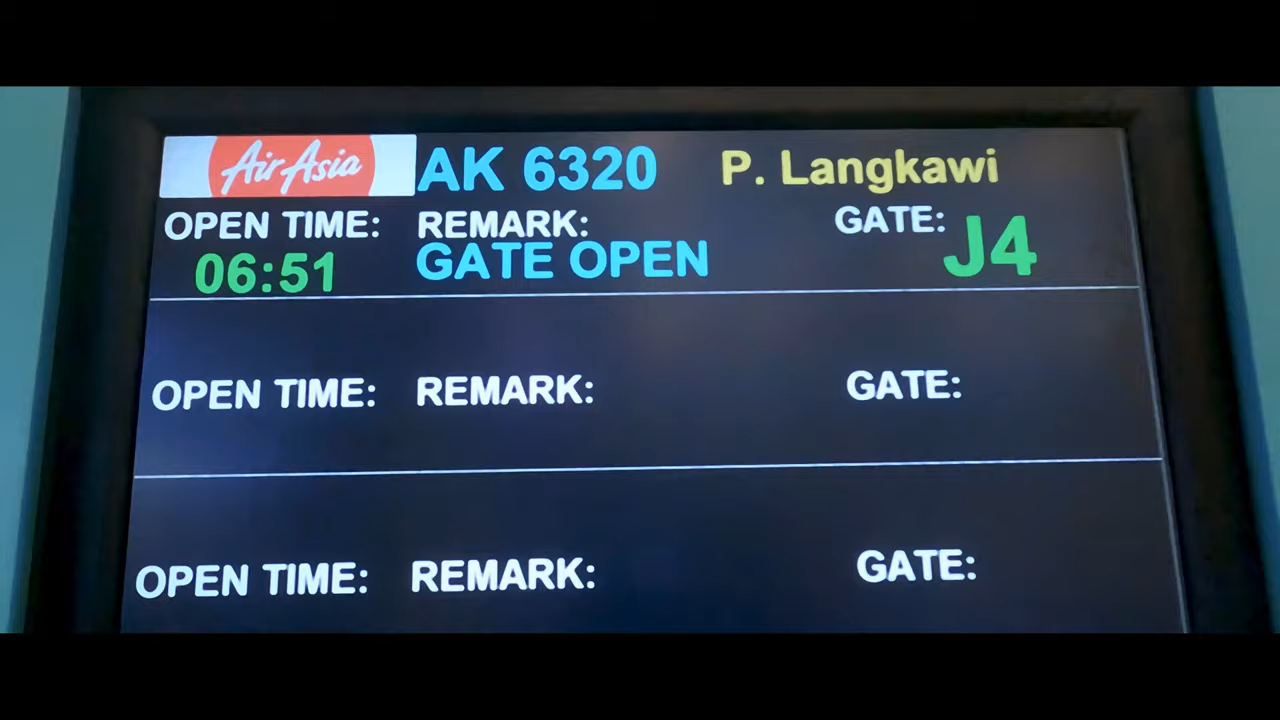 AirAsia AK 6320 P. Langkawi
OPEN TIME: REMARK: GATE:
06:51 GATE OPEN J4
OPEN TIME: REMARK: GATE:
OPEN TIME: REMARK: GATE: